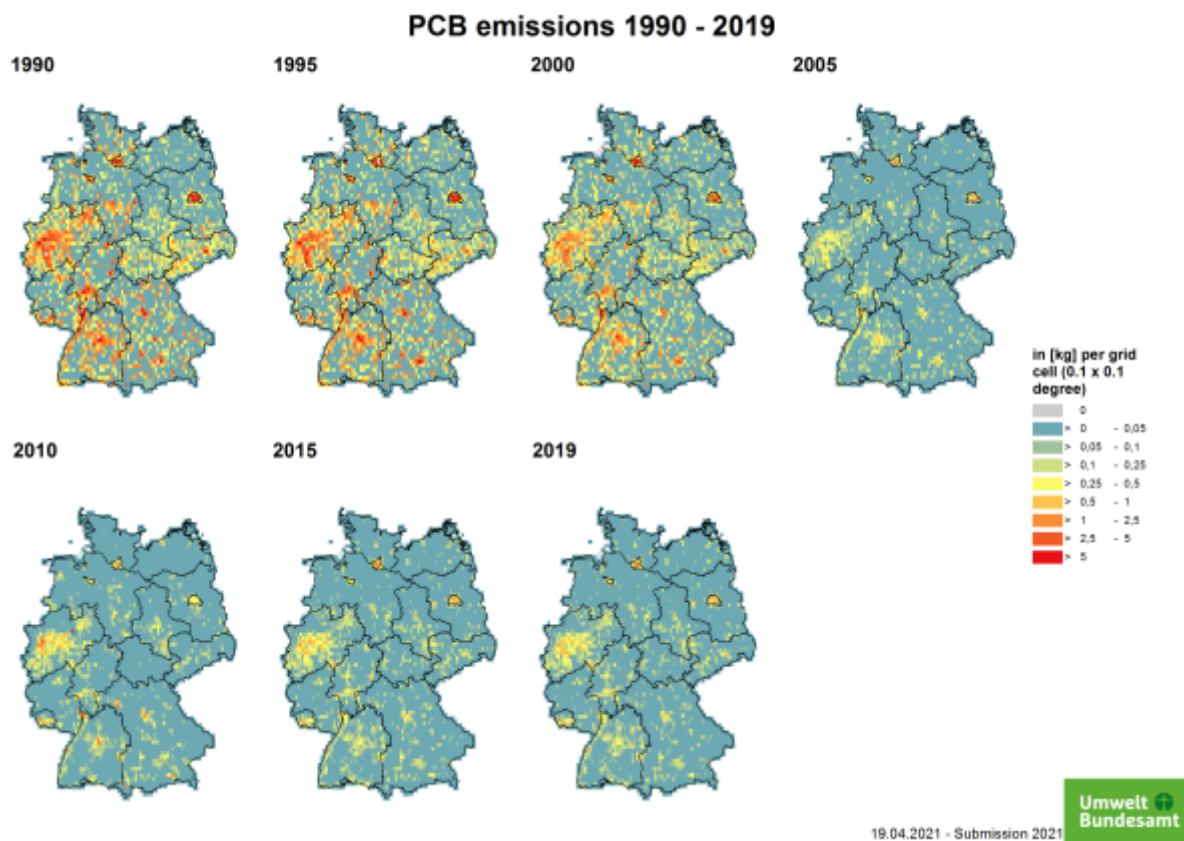 PCB emissions 1990 - 2019
1990 1995 2000 2005
in [kg] per grid
cell (0.1 x 0.1
degree)
0
> 0 - 0,05
> 0,05 - 0,1
> 0,1 - 0,25
> 0,25 - 0,5
> 0,5 - 1
> 1 - 2,5
> 2,5 - 5
> 5
2010 2015 2019
Umwelt
Bundesamt
19.04.2021 - Submission 2021